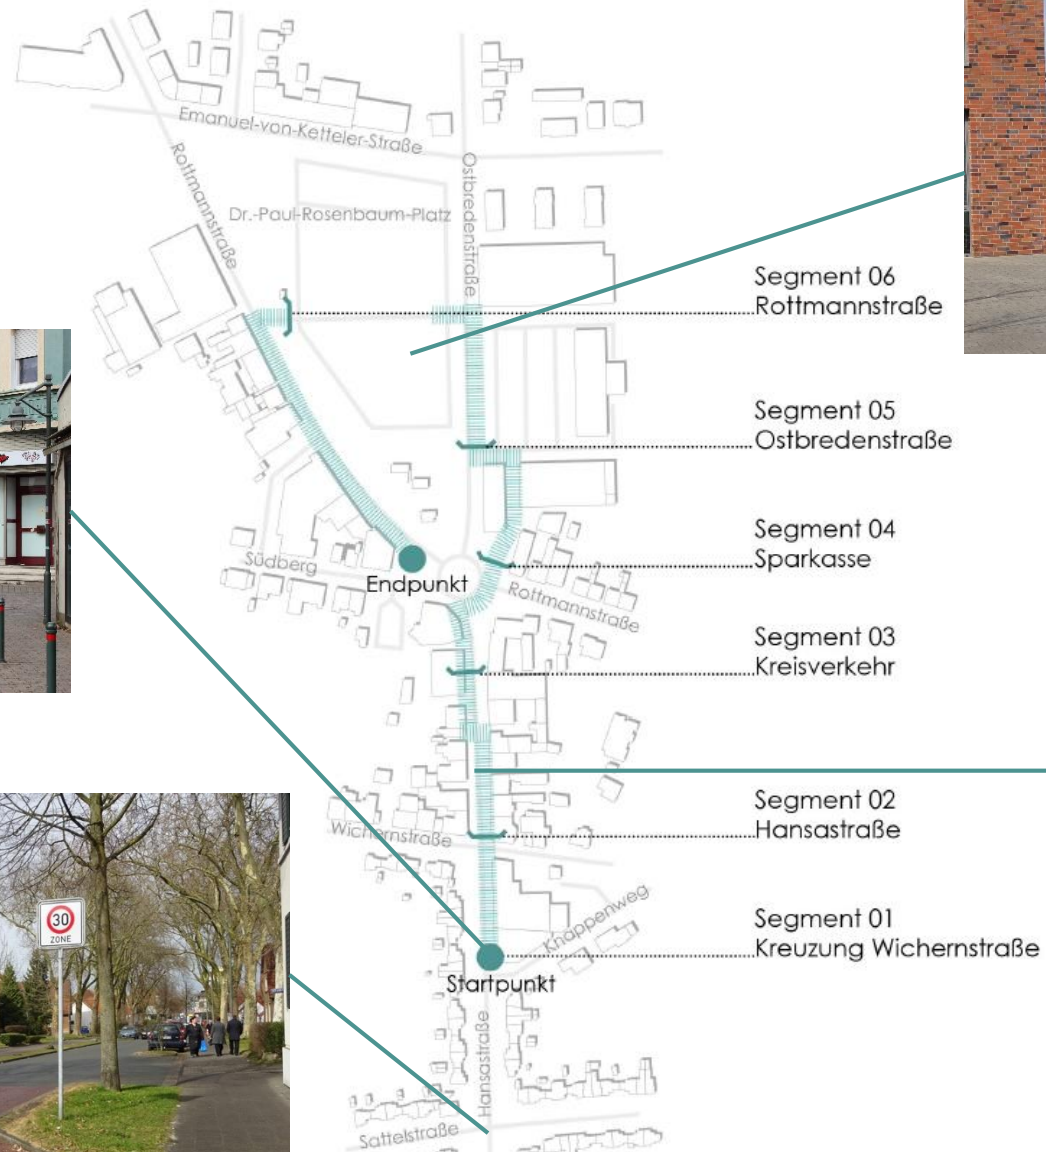 Emanuel-von-Ketteler-Straße
Rottmannstraße
Ostbredenstraße
Dr.-Paul-Rosenbaum-Platz
Segment 06
Rottmannstraße
Segment 05
Ostbredenstraße
Segment 04
Sparkasse
Südberg
Endpunkt
Rottmannstraße
Segment 03
Kreisverkehr
Segment 02
Hansastraße
Wichernstraße
Knappenweg
Segment 01
Kreuzung Wichernstraße
Startpunkt
30
ZONE
Hansastraße
Sattelstraße